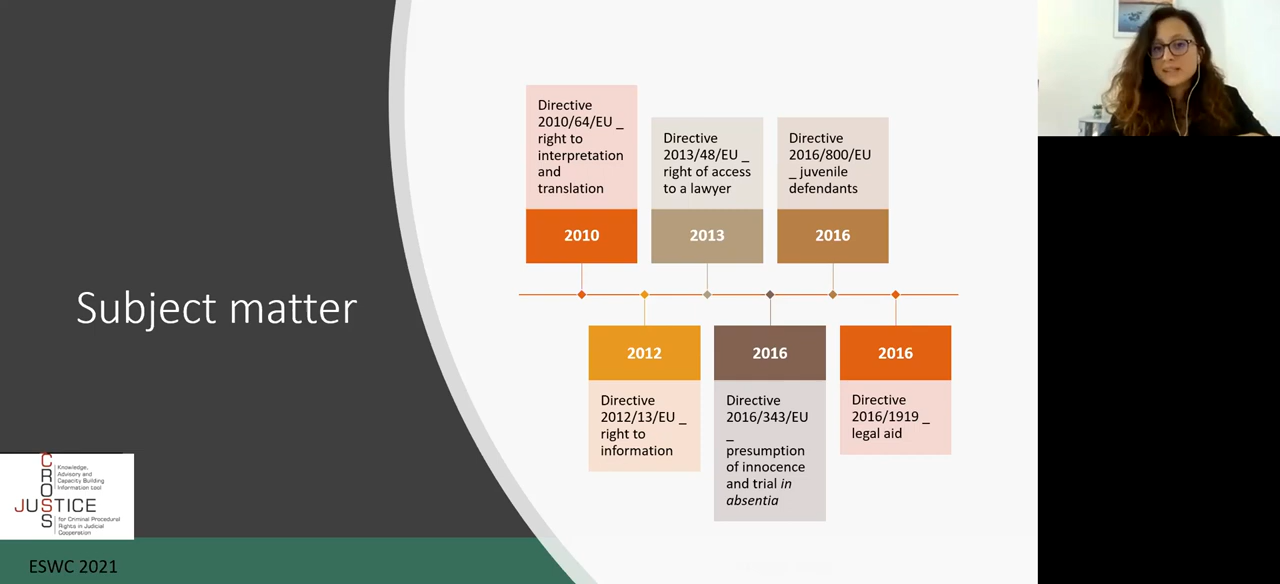 Subject matter
Directive
2010/64/EU _
right to
interpretation
and
translation
2010
Directive
2012/13/EU _
right to
information
2012
Directive
2013/48/EU _
right of access
to a lawyer
2013
Directive
2016/343/EU
_
presumption
of innocence
and trial in
absentia
2016
Directive
2016/800/EU
_ juvenile
defendants
2016
Directive
2016/1919 _
legal aid
2016
CROSS
JUSTICE
Knowledge,
Advisory and
Capacity Building
Information tool
for Criminal Procedural
Rights in Judicial
Cooperation
ESWC 2021